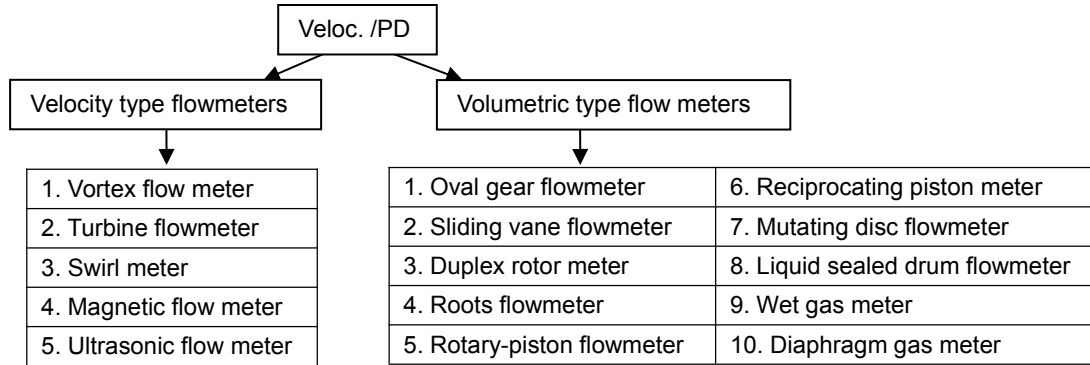 Veloc. /PD
Velocity type flowmeters
Volumetric type flow meters
1. Vortex flow meter
2. Turbine flowmeter
3. Swirl meter
4. Magnetic flow meter
5. Ultrasonic flow meter
1. Oval gear flowmeter
6. Reciprocating piston meter
2. Sliding vane flowmeter
7. Mutating disc flowmeter
3. Duplex rotor meter
8. Liquid sealed drum flowmeter
4. Roots flowmeter
9. Wet gas meter
5. Rotary-piston flowmeter
10. Diaphragm gas meter